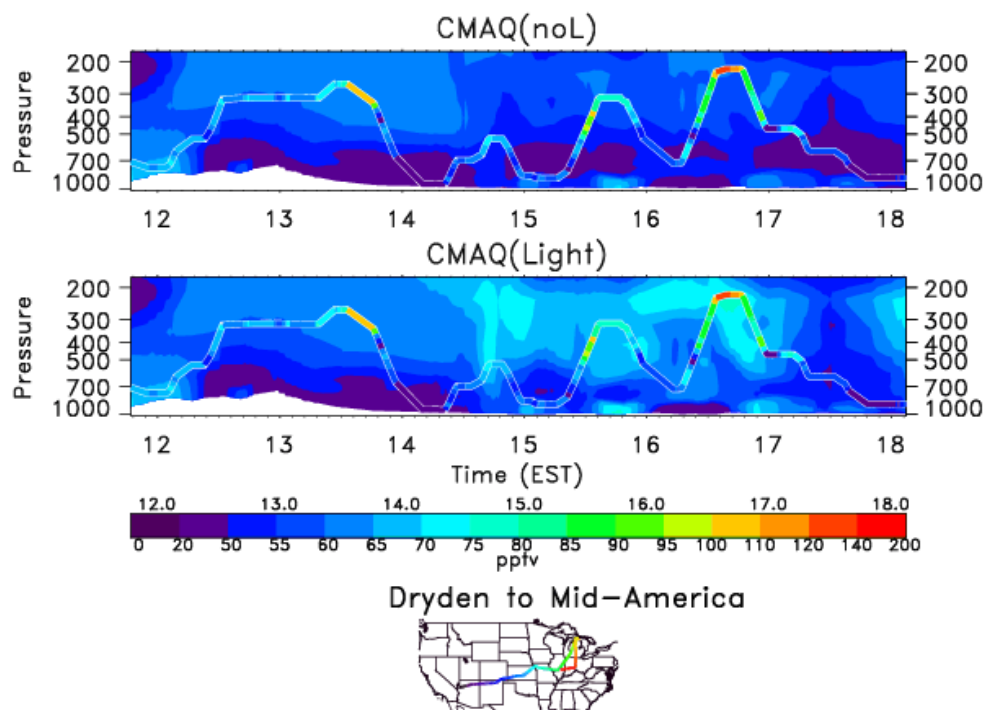 CMAQ(noL)
Pressure
200 200
300 300
400 400
500 500
700 700
1000 1000
12 13 14 15 16 17 18
CMAQ(Light)
Pressure
200 200
300 300
400 400
500 500
700 700
1000 1000
12 13 14 15 16 17 18
Time (EST)
12.0 13.0 14.0 15.0 16.0 17.0 18.0
0 20 50 55 60 65 70 75 80 85 90 95 100 110 120 140 200
pptv
Dryden to Mid-America